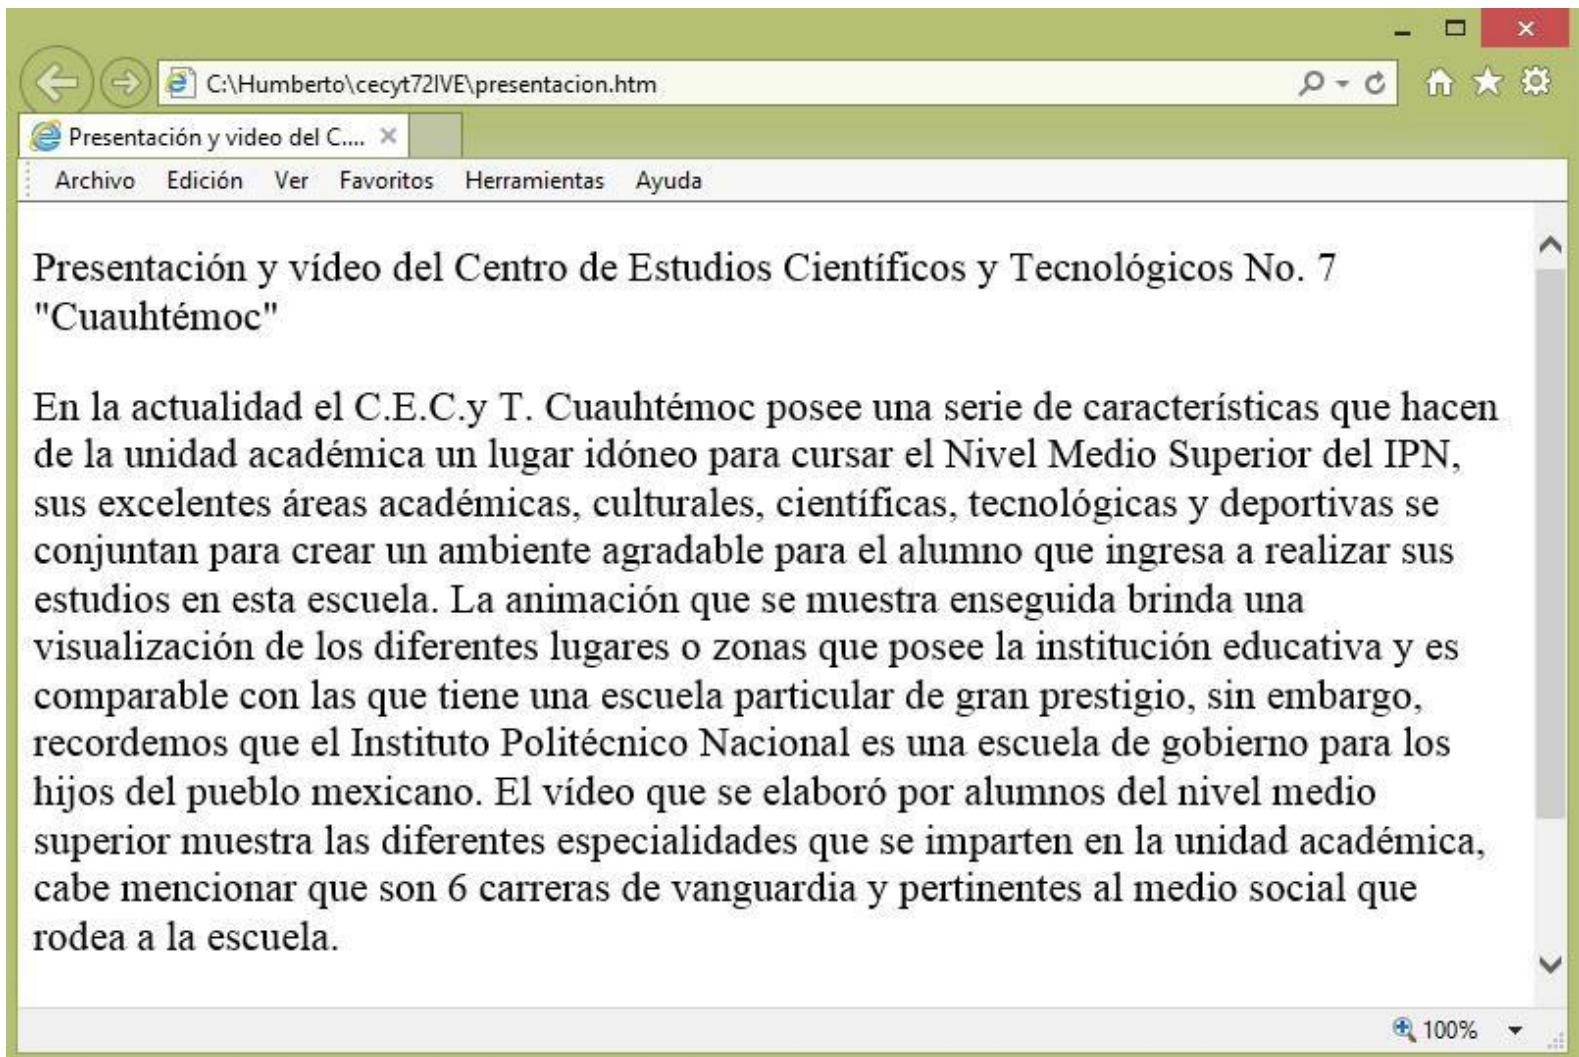 C:\Humberto\cecyt72IVE\presentacion.htm
Presentación y video del C....
Archivo Edición Ver Favoritos Herramientas Ayuda
Presentación y vídeo del Centro de Estudios Científicos y Tecnológicos No. 7
"Cuauhtémoc"
En la actualidad el C.E.C.y T. Cuauhtémoc posee una serie de características que hacen
de la unidad académica un lugar idóneo para cursar el Nivel Medio Superior del IPN,
sus excelentes áreas académicas, culturales, científicas, tecnológicas y deportivas se
conjuntan para crear un ambiente agradable para el alumno que ingresa a realizar sus
estudios en esta escuela. La animación que se muestra enseguida brinda una
visualización de los diferentes lugares o zonas que posee la institución educativa y es
comparable con las que tiene una escuela particular de gran prestigio, sin embargo,
recordemos que el Instituto Politécnico Nacional es una escuela de gobierno para los
hijos del pueblo mexicano. El vídeo que se elaboró por alumnos del nivel medio
superior muestra las diferentes especialidades que se imparten en la unidad académica,
cabe mencionar que son 6 carreras de vanguardia y pertinentes al medio social que
rodea a la escuela.
100%